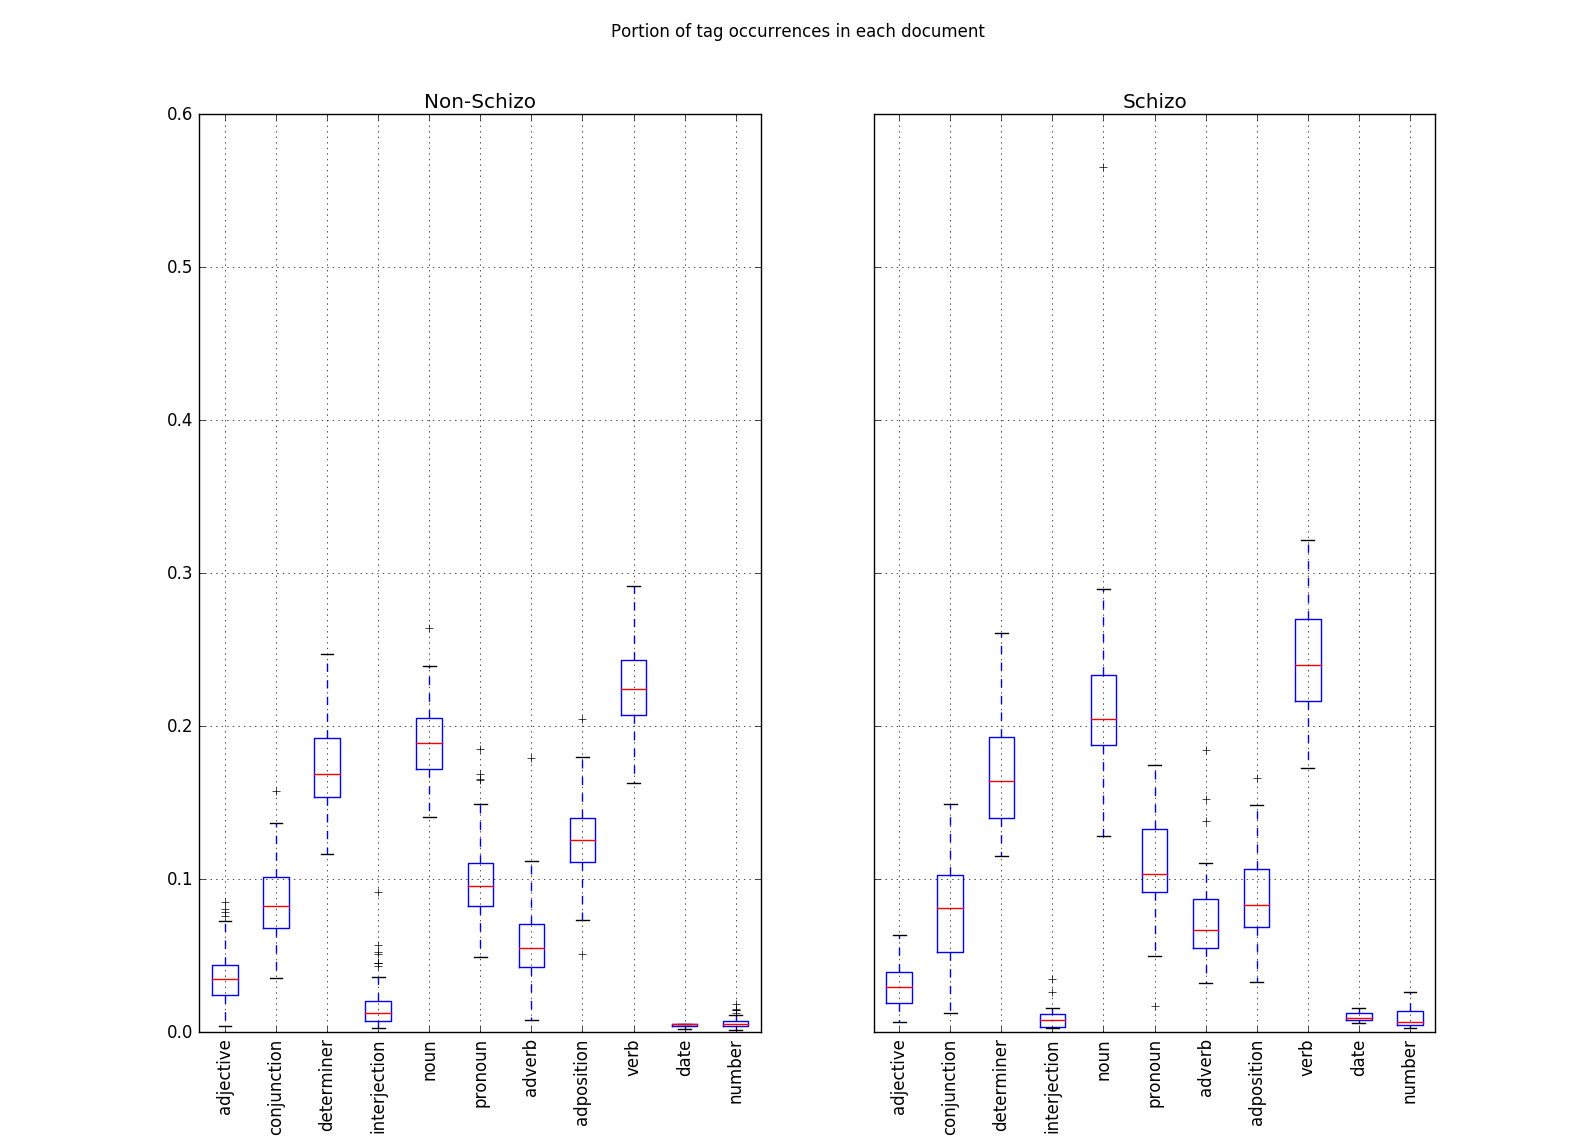 Portion of tag occurrences in each document
Non-Schizo
Schizo
0.6
0.5
0.4
0.3
0.2
0.1
0.0
adjective
conjunction
determiner
interjection
noun
pronoun
adverb
adposition
verb
date
number
adjective
conjunction
determiner
interjection
noun
pronoun
adverb
adposition
verb
date
number